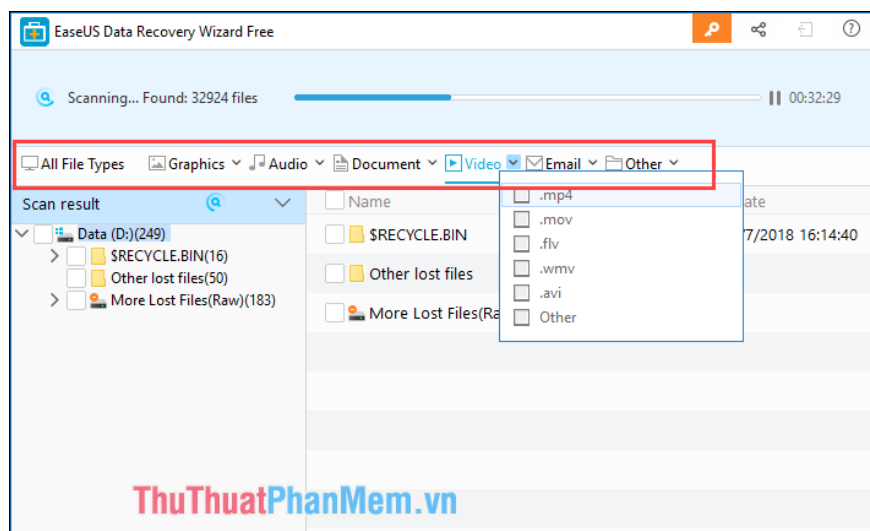 EaseUS Data Recovery Wizard Free
Scanning... Found: 32924 files 00:32:29
All File Types Graphics Audio Document Video Email Other
Scan result Name ate
.mp4
Data (D:)(249) $RECYCLE.BIN /7/2018 16:14:40
.mov
$RECYCLE.BIN(16)
.flv
Other lost files(50) Other lost files
.wmv
More Lost Files(Raw)(183) More Lost Files(Ra
.avi
Other
ThuThuatPhanMem.vn